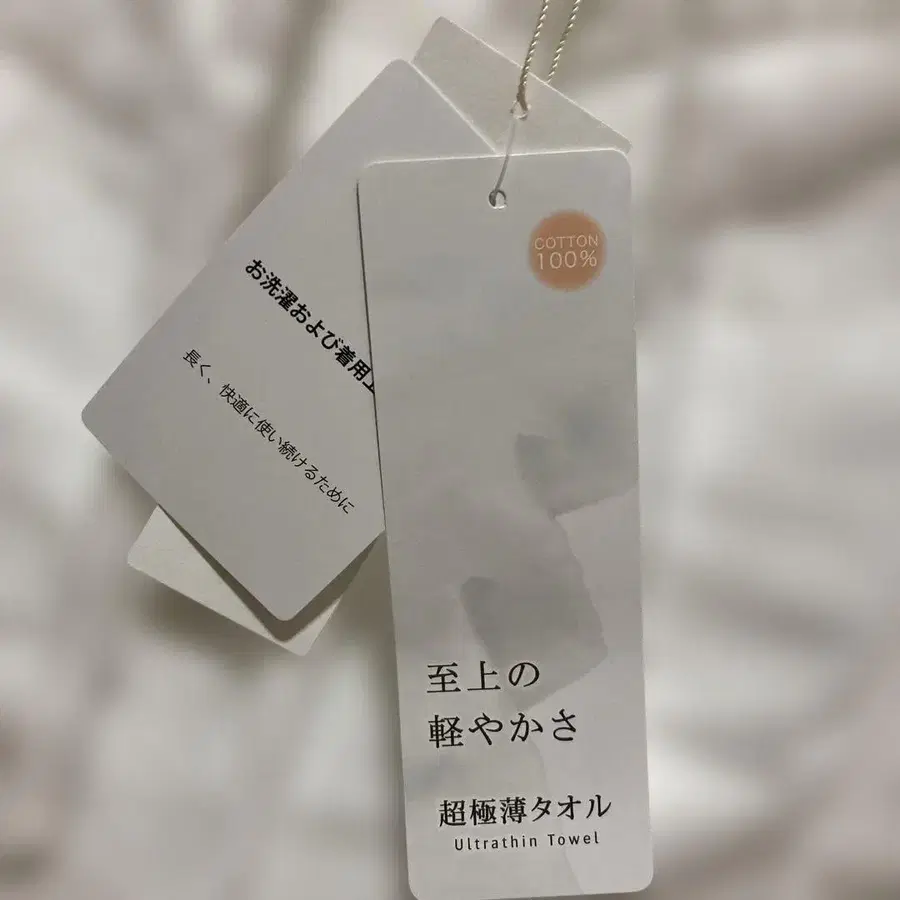 COTTON
100%
至上の
軽やかさ
超極薄タオル
Ultrathin Towel
お洗濯および着用上
長く、快適に使い続けるために